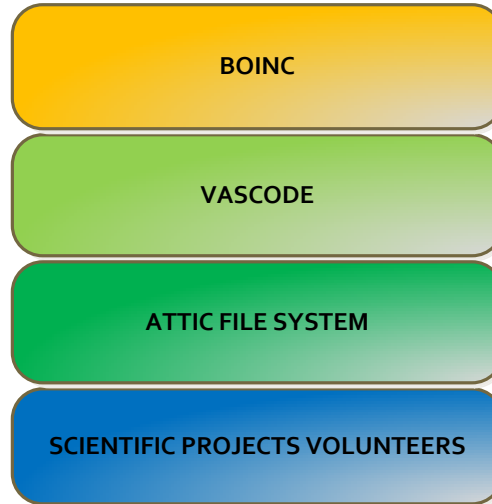 BOINC
VASCODE
ATTIC FILE SYSTEM
SCIENTIFIC PROJECTS VOLUNTEERS